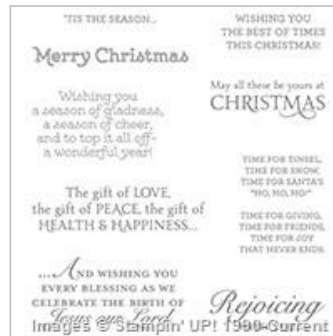 'TIS THE SEASON...
Merry Christmas
Wishing you
a season of gladness,
a season of cheer,
and to top it all off-
a wonderful year!
The gift of LOVE,
the gift of PEACE, the gift of
HEALTH & HAPPINESS...
...AND WISHING YOU
EVERY BLESSING AS WE
CELEBRATE THE BIRTH OF
Jesus our Lord
WISHING YOU
THE BEST OF TIMES
THIS CHRISTMAS!
May all these be yours at
CHRISTMAS
TIME FOR TINSEL,
TIME FOR SNOW,
TIME FOR SANTA'S
"HO, HO, HO!"
TIME FOR GIVING,
TIME FOR FRIENDS,
TIME FOR JOY
THAT NEVER ENDS.
Rejoicing
Images © Stampin' UP! 1990-Current